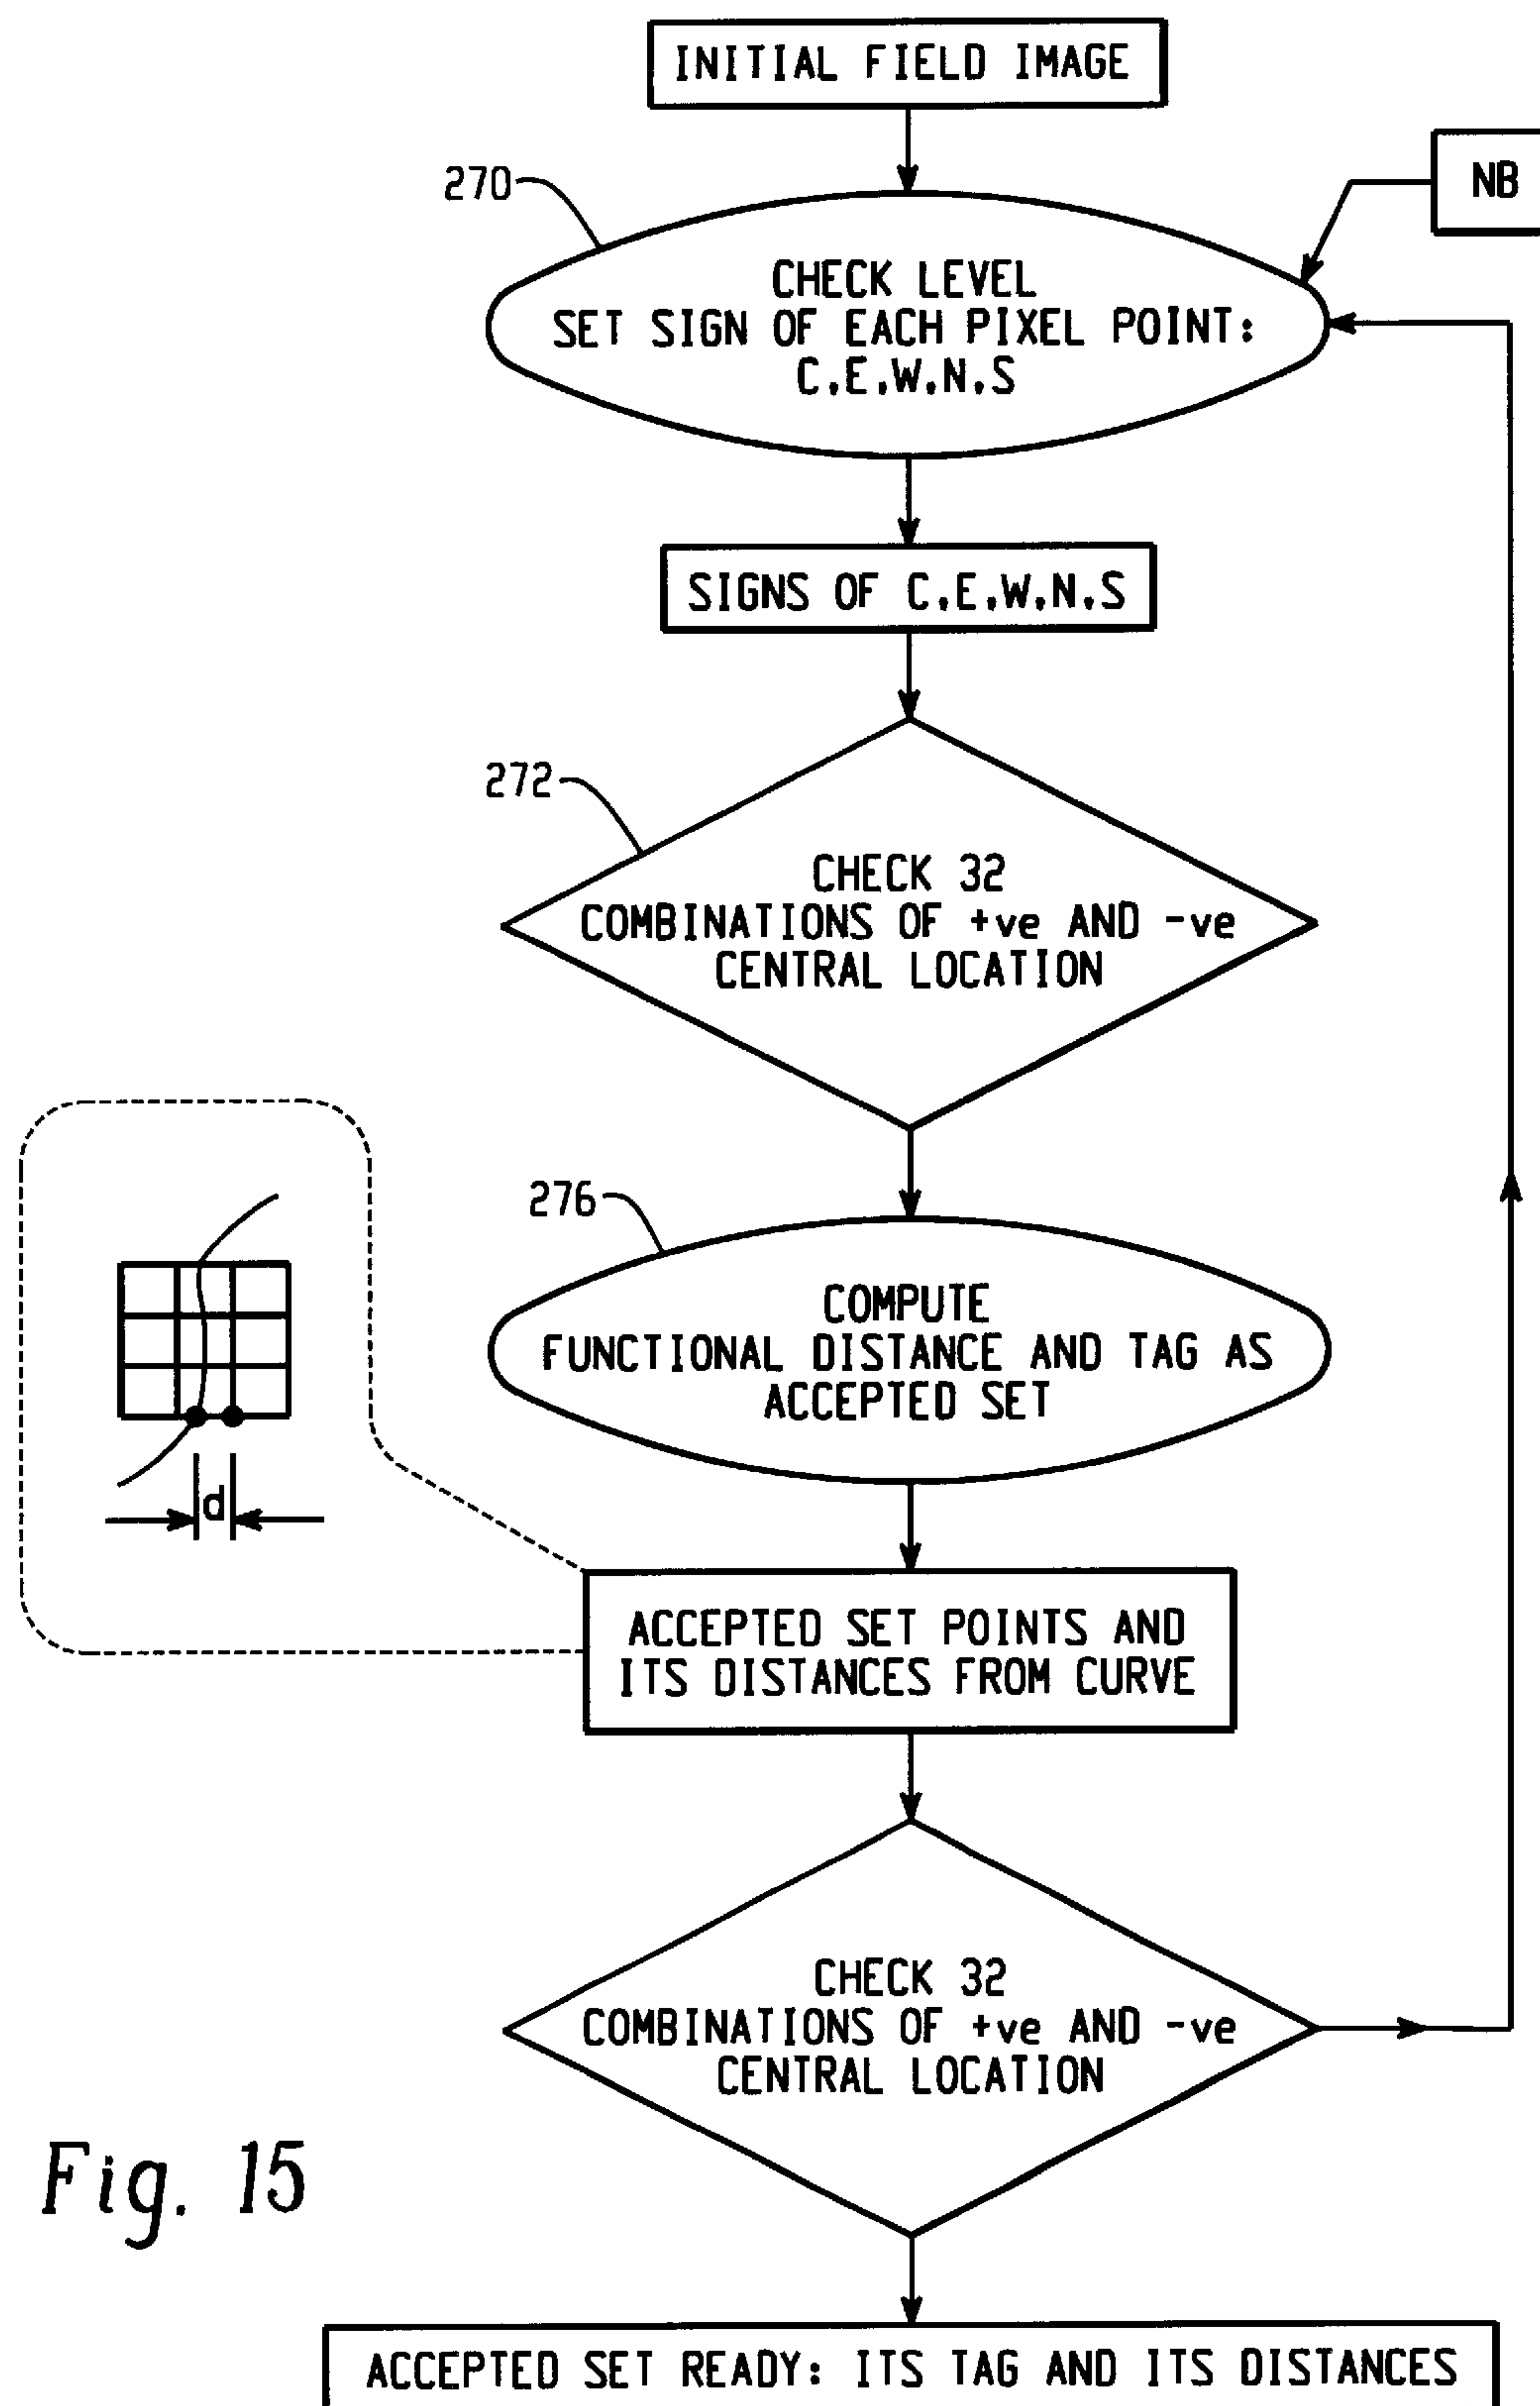 INITIAL FIELD IMAGE
NB
270
CHECK LEVEL
SET SIGN OF EACH PIXEL POINT:
C.E.W.N.S
SIGNS OF C.E.W.N.S
272
CHECK 32
COMBINATIONS OF +ve AND -ve
CENTRAL LOCATION
276
COMPUTE
FUNCTIONAL DISTANCE AND TAG AS
ACCEPTED SET
d
ACCEPTED SET POINTS AND
ITS DISTANCES FROM CURVE
CHECK 32
COMBINATIONS OF +ve AND -ve
CENTRAL LOCATION
Fig. 15
ACCEPTED SET READY: ITS TAG AND ITS DISTANCES